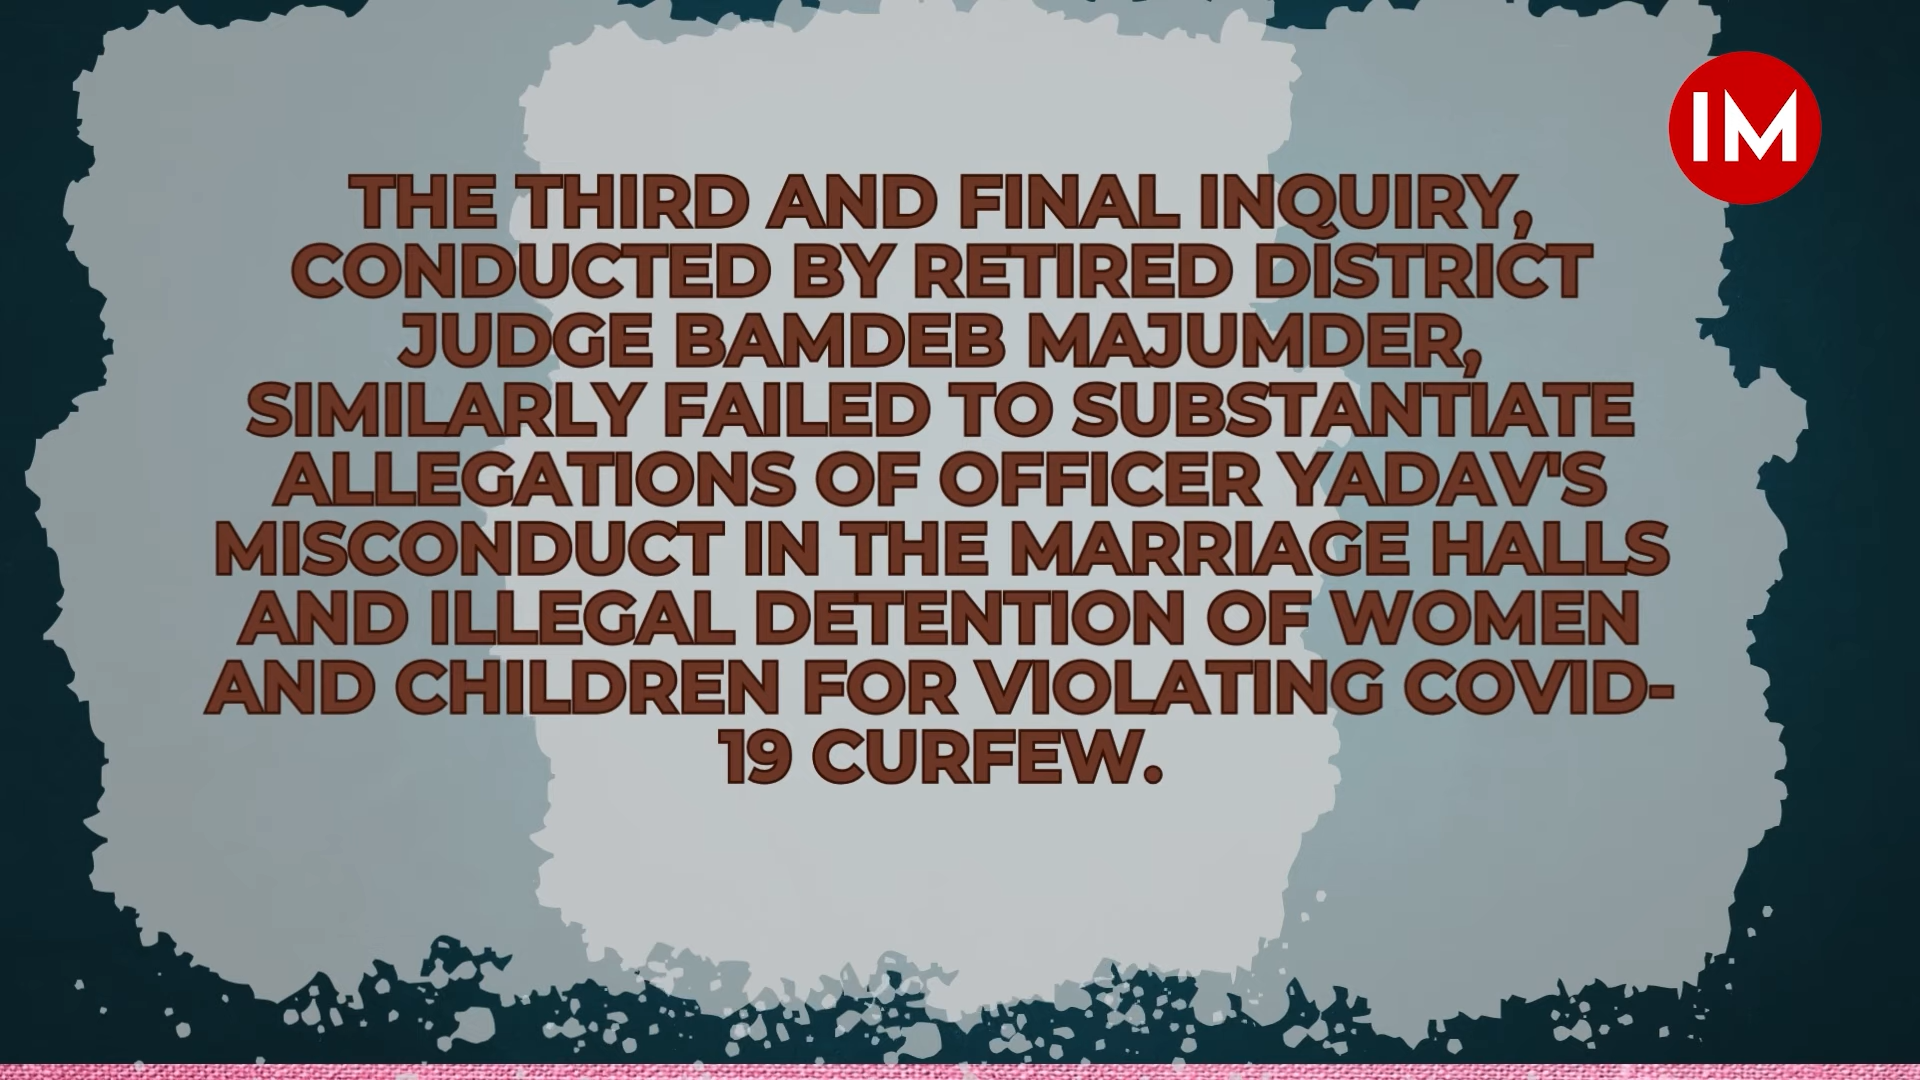 IM
THE THIRD AND FINAL INQUIRY,
CONDUCTED BY RETIRED DISTRICT
JUDGE BAMDEB MAJUMDER,
SIMILARLY FAILED TO SUBSTANTIATE
ALLEGATIONS OF OFFICER YADAV'S
MISCONDUCT IN THE MARRIAGE HALLS
AND ILLEGAL DETENTION OF WOMEN
AND CHILDREN FOR VIOLATING COVID-
19 CURFEW.